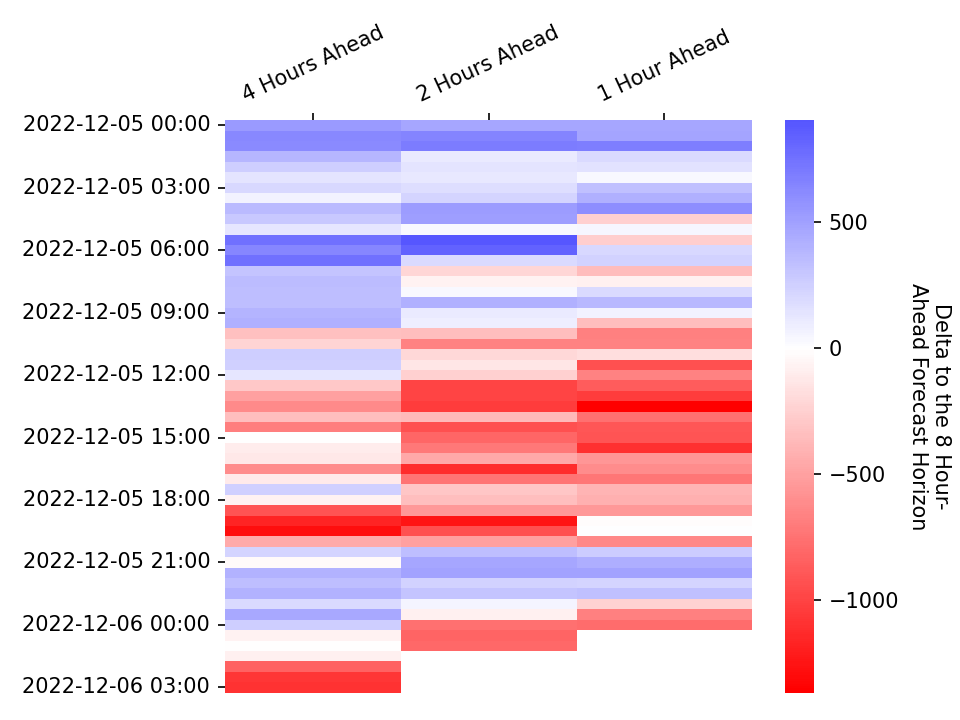 4 Hours Ahead
2 Hours Ahead
1 Hour Ahead
2022-12-05 00:00
2022-12-05 03:00
2022-12-05 06:00
2022-12-05 09:00
2022-12-05 12:00
2022-12-05 15:00
2022-12-05 18:00
2022-12-05 21:00
2022-12-06 00:00
2022-12-06 03:00
500
0
−500
−1000
Delta to the 8 Hour-
Ahead Forecast Horizon